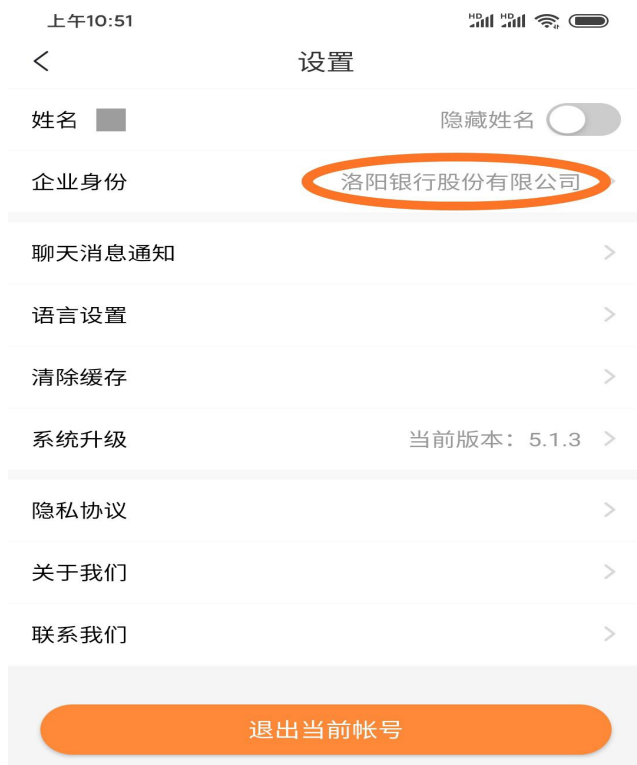 上午10:51
设置
姓名 隐藏姓名
企业身份 洛阳银行股份有限公司
聊天消息通知
语言设置
清除缓存
系统升级 当前版本：5.1.3
隐私协议
关于我们
联系我们
退出当前帐号